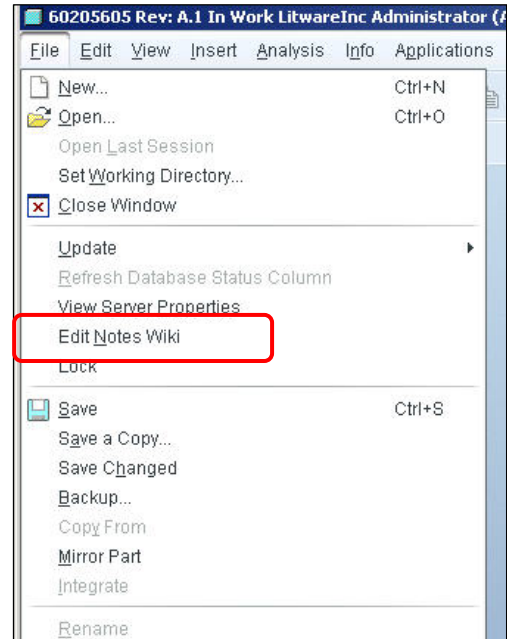 60205605 Rev: A.1 In Work LitwareInc Administrator (
File Edit View Insert Analysis Info Applications
New... Ctrl+N
Open... Ctrl+O
Open Last Session
Set Working Directory...
Close Window
Update
Refresh Database Status Column
View Server Properties
Edit Notes Wiki
Lock
Save Ctrl+S
Save a Copy...
Save Changed
Backup...
Copy From
Mirror Part
Integrate
Rename